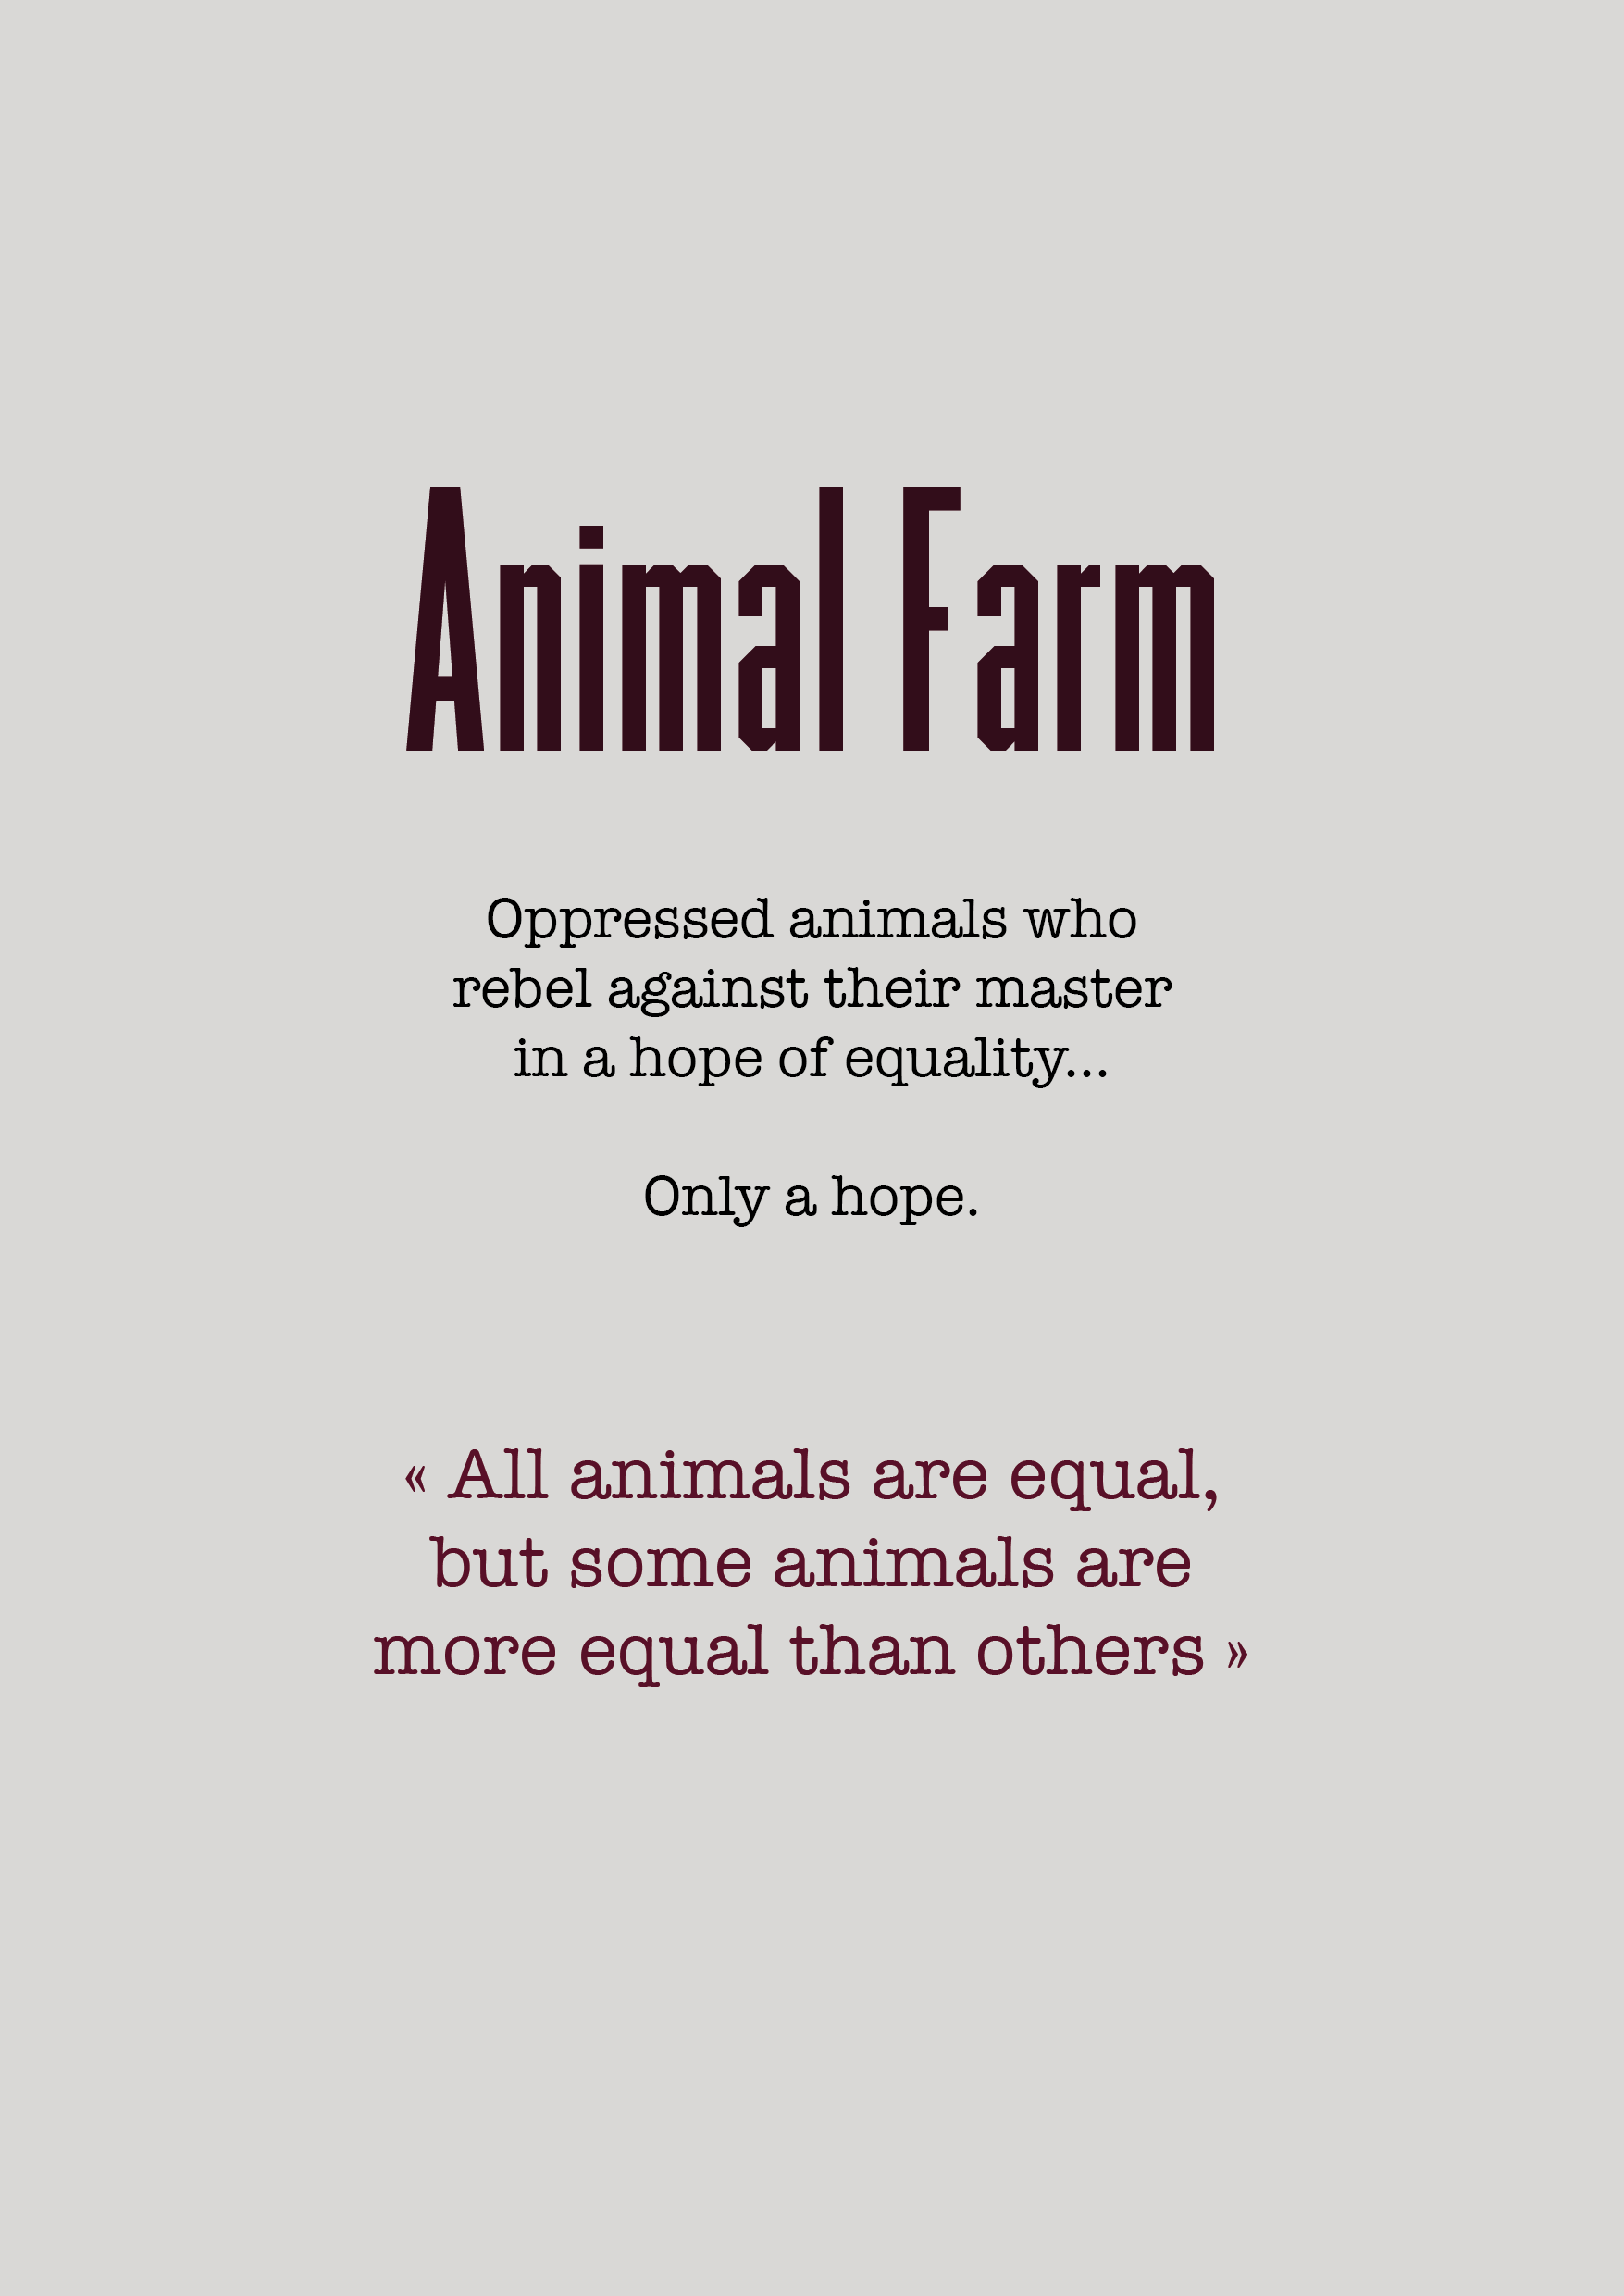 Animal Farm
Oppressed animals who
rebel against their master
in a hope of equality...
Only a hope.
« All animals are equal,
but some animals are
more equal than others »